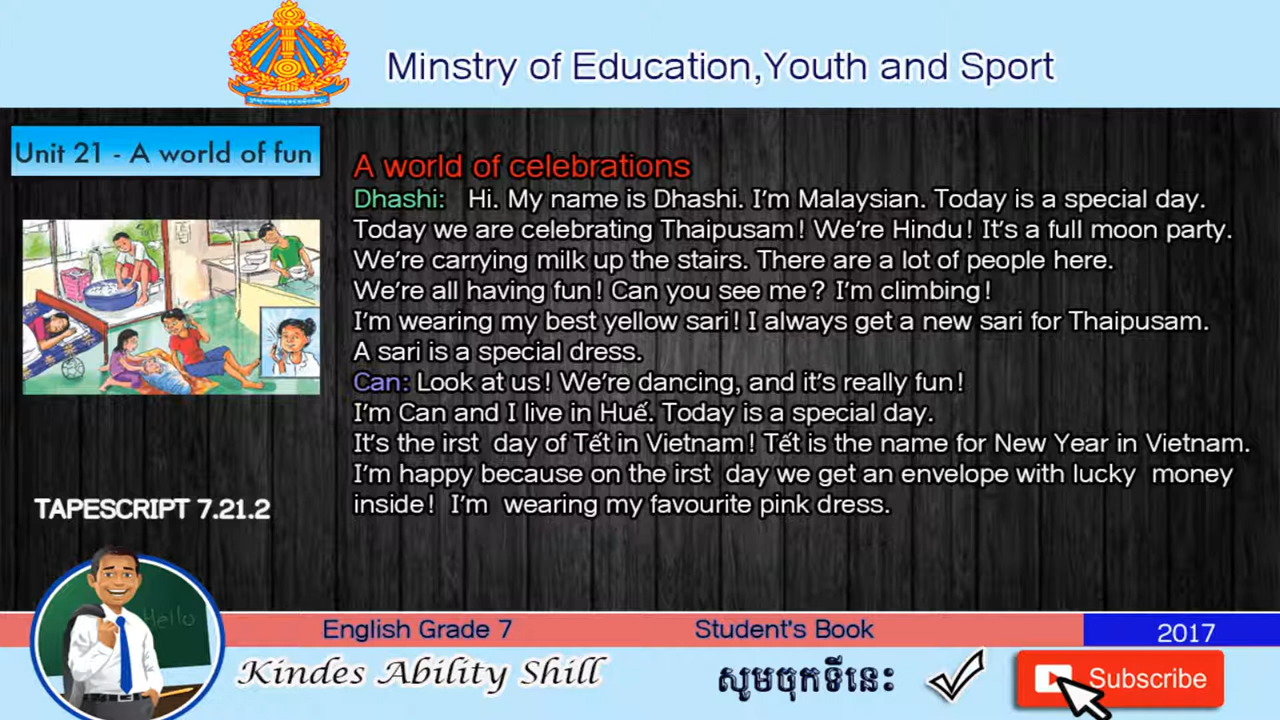 Minstry of Education,Youth and Sport
Unit 21 - A world of fun
A world of celebrations
Dhashi: Hi. My name is Dhashi. I'm Malaysian. Today is a special day.
Today we are celebrating Thaipusam! We're Hindu! It's a full moon party.
We're carrying milk up the stairs. There are a lot of people here.
We're all having fun! Can you see me? I'm climbing!
I'm wearing my best yellow sari! I always get a new sari for Thaipusam.
A sari is a special dress.
Can: Look at us! We're dancing, and it's really fun!
I'm Can and I live in Huế. Today is a special day.
It's the irst day of Tết in Vietnam! Tết is the name for New Year in Vietnam.
I'm happy because on the irst day we get an envelope with lucky money
inside! I'm wearing my favourite pink dress.
TAPESCRIPT 7.21.2
Hello
English Grade 7
Student's Book
2017
Kindes Ability Shill
សូមចុកទីនេះ
Subscribe